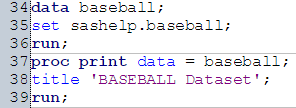 34 data baseball;
35 set sashelp.baseball;
36 run;
37 proc print data = baseball;
38 title 'BASEBALL Dataset';
39 run;